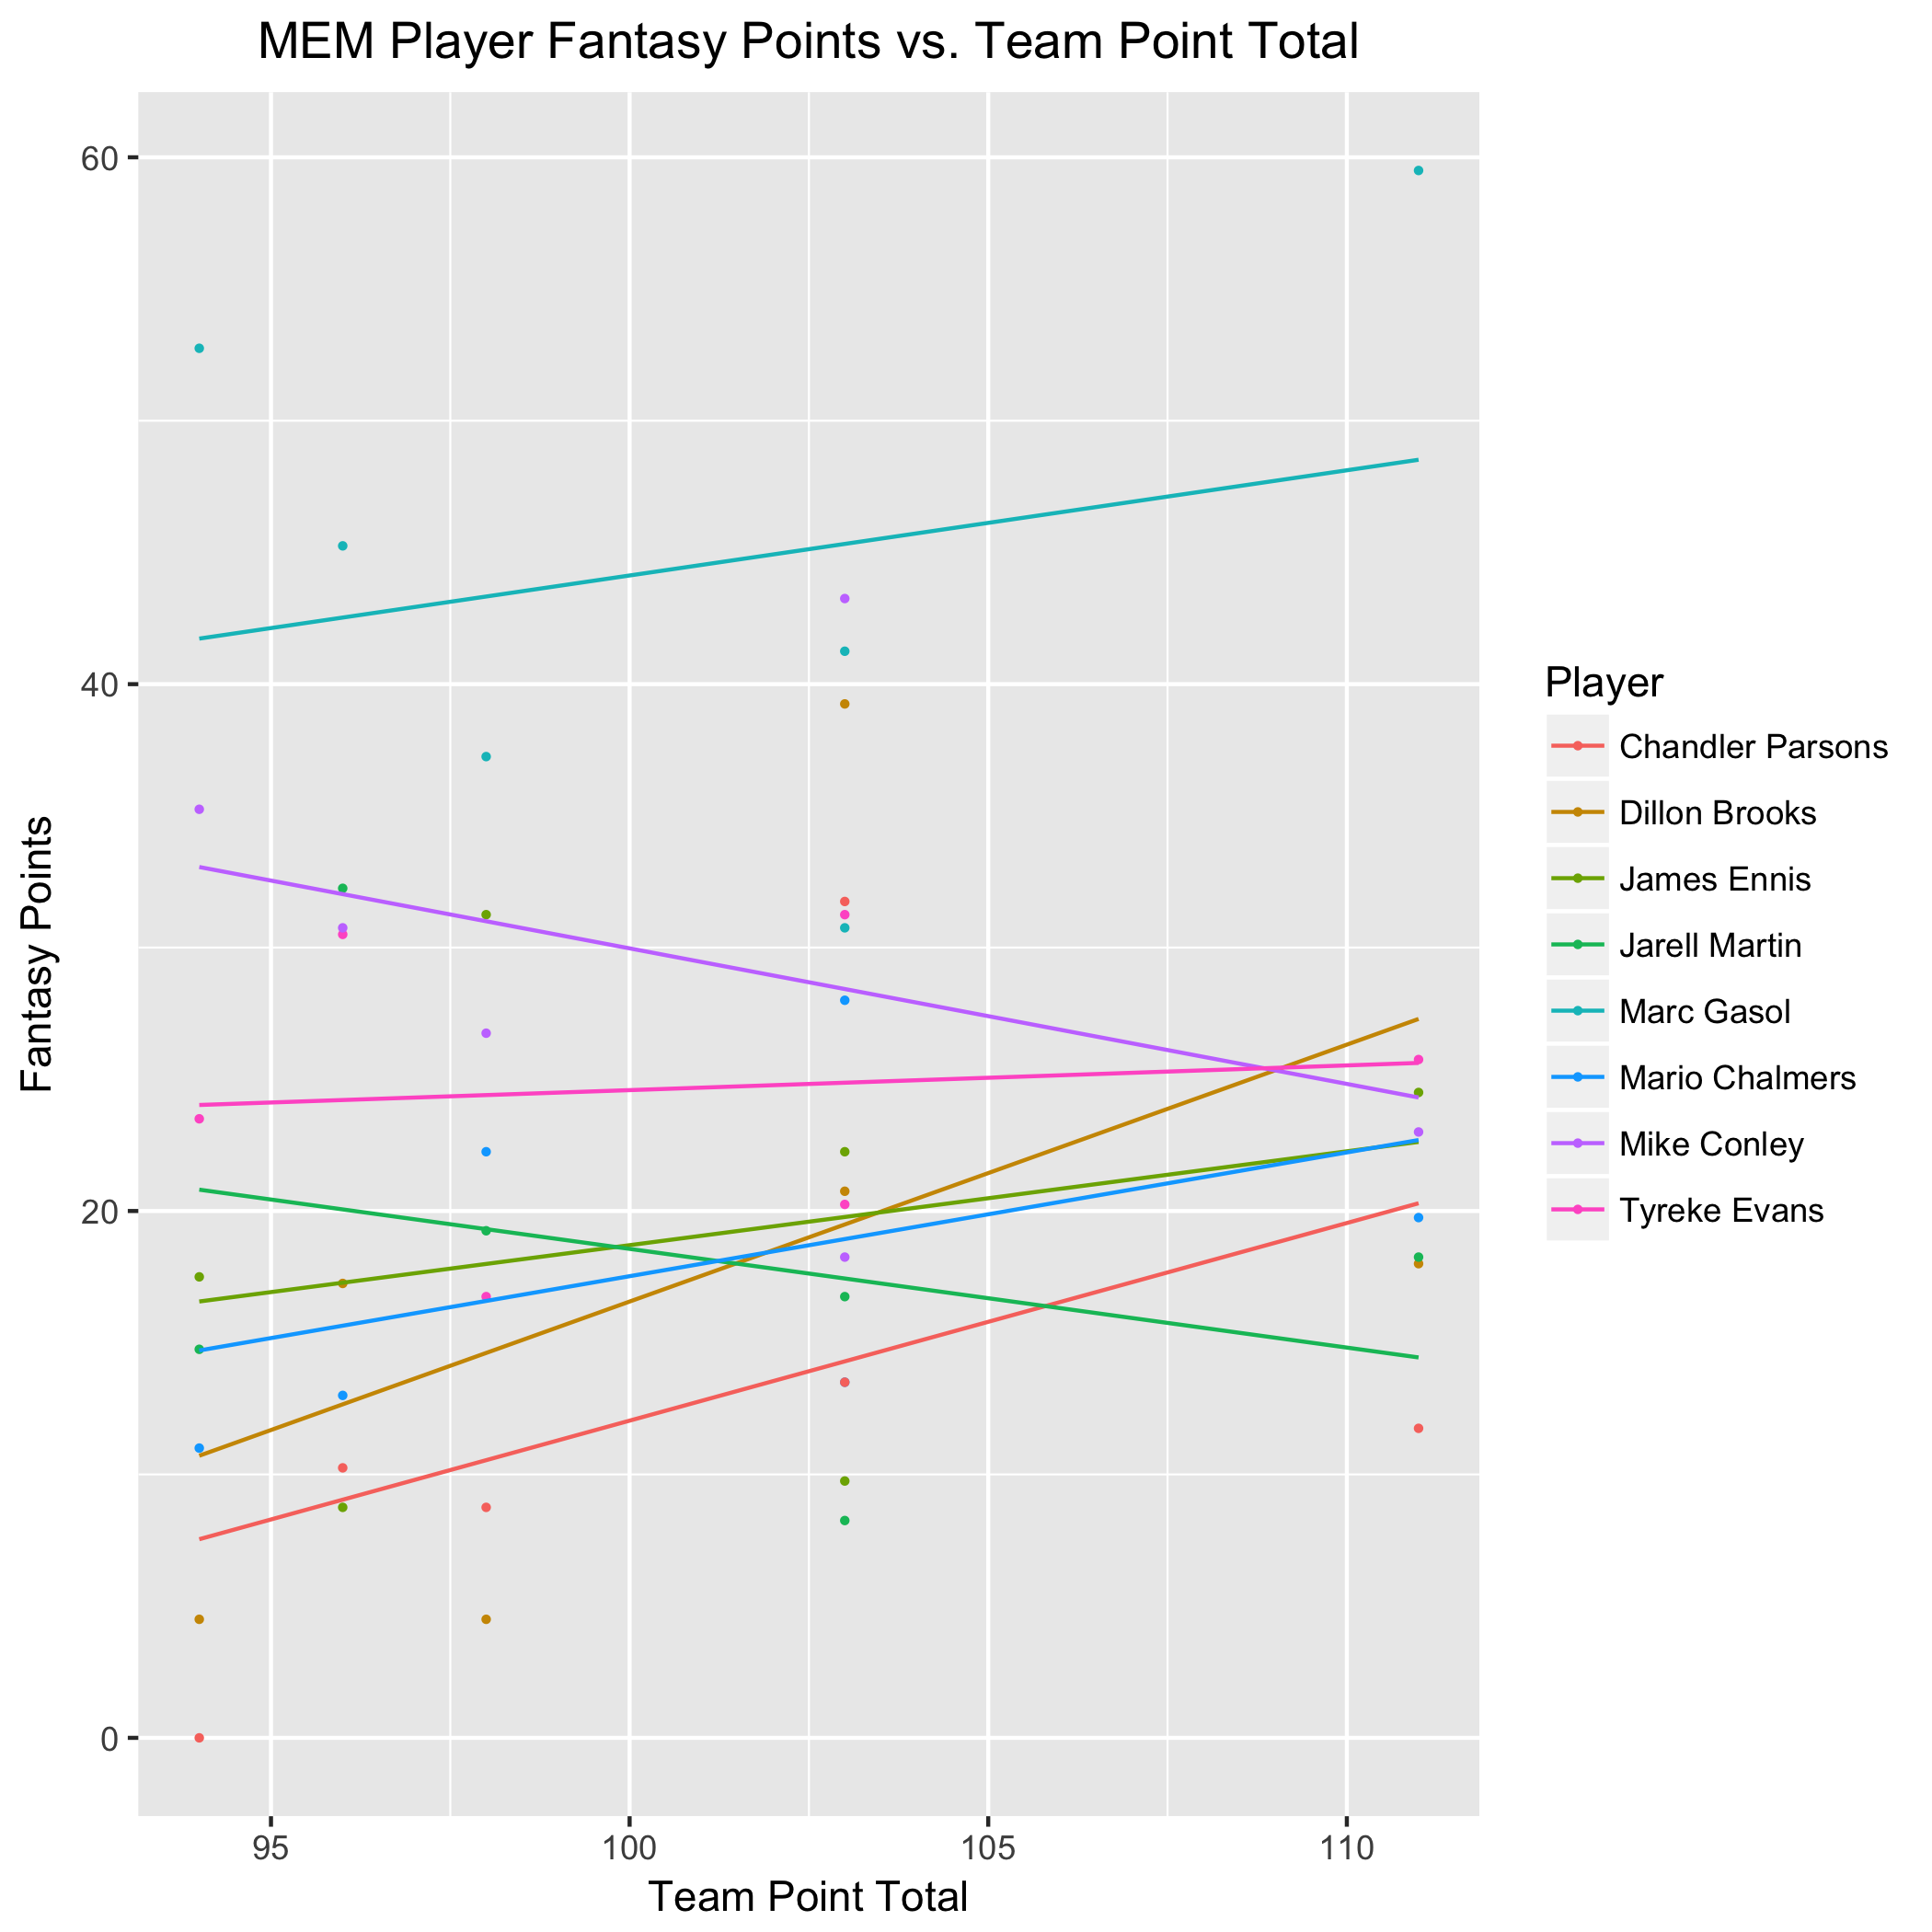 MEM Player Fantasy Points vs. Team Point Total
60
40
20
0
Fantasy Points
95 100 105 110
Team Point Total
Player
Chandler Parsons
Dillon Brooks
James Ennis
Jarell Martin
Marc Gasol
Mario Chalmers
Mike Conley
Tyreke Evans